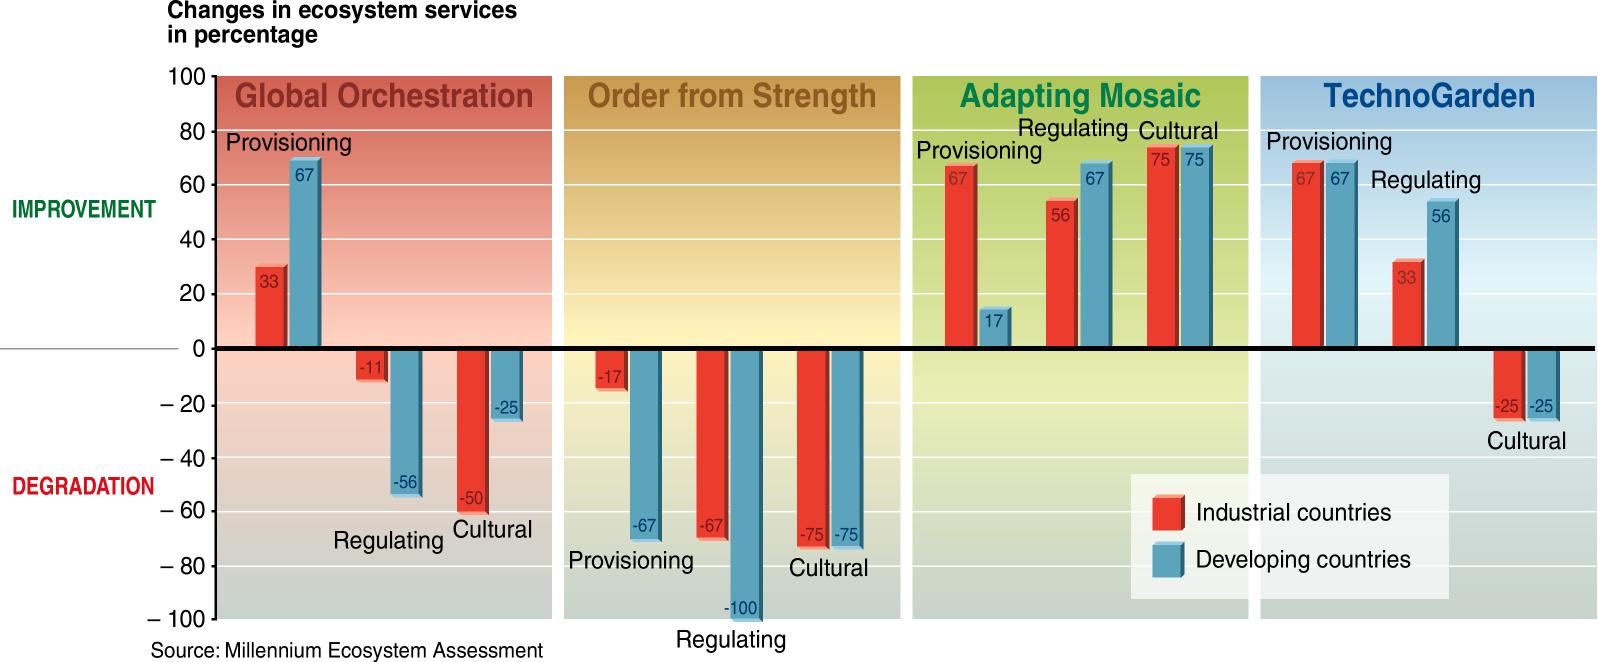 Changes in ecosystem services
in percentage
100
80
60
40
20
0
– 20
– 40
– 60
– 80
– 100
IMPROVEMENT
DEGRADATION
Global Orchestration
Provisioning
33
67
-11
-56
Regulating
-50
-25
Cultural
Order from Strength
-17
-67
Provisioning
-67
-100
Regulating
-75
-75
Cultural
Adapting Mosaic
Provisioning
67
17
Regulating
56
67
Cultural
75
75
TechnoGarden
Provisioning
67
67
Regulating
33
56
-25
-25
Cultural
Industrial countries
Developing countries
Source: Millennium Ecosystem Assessment